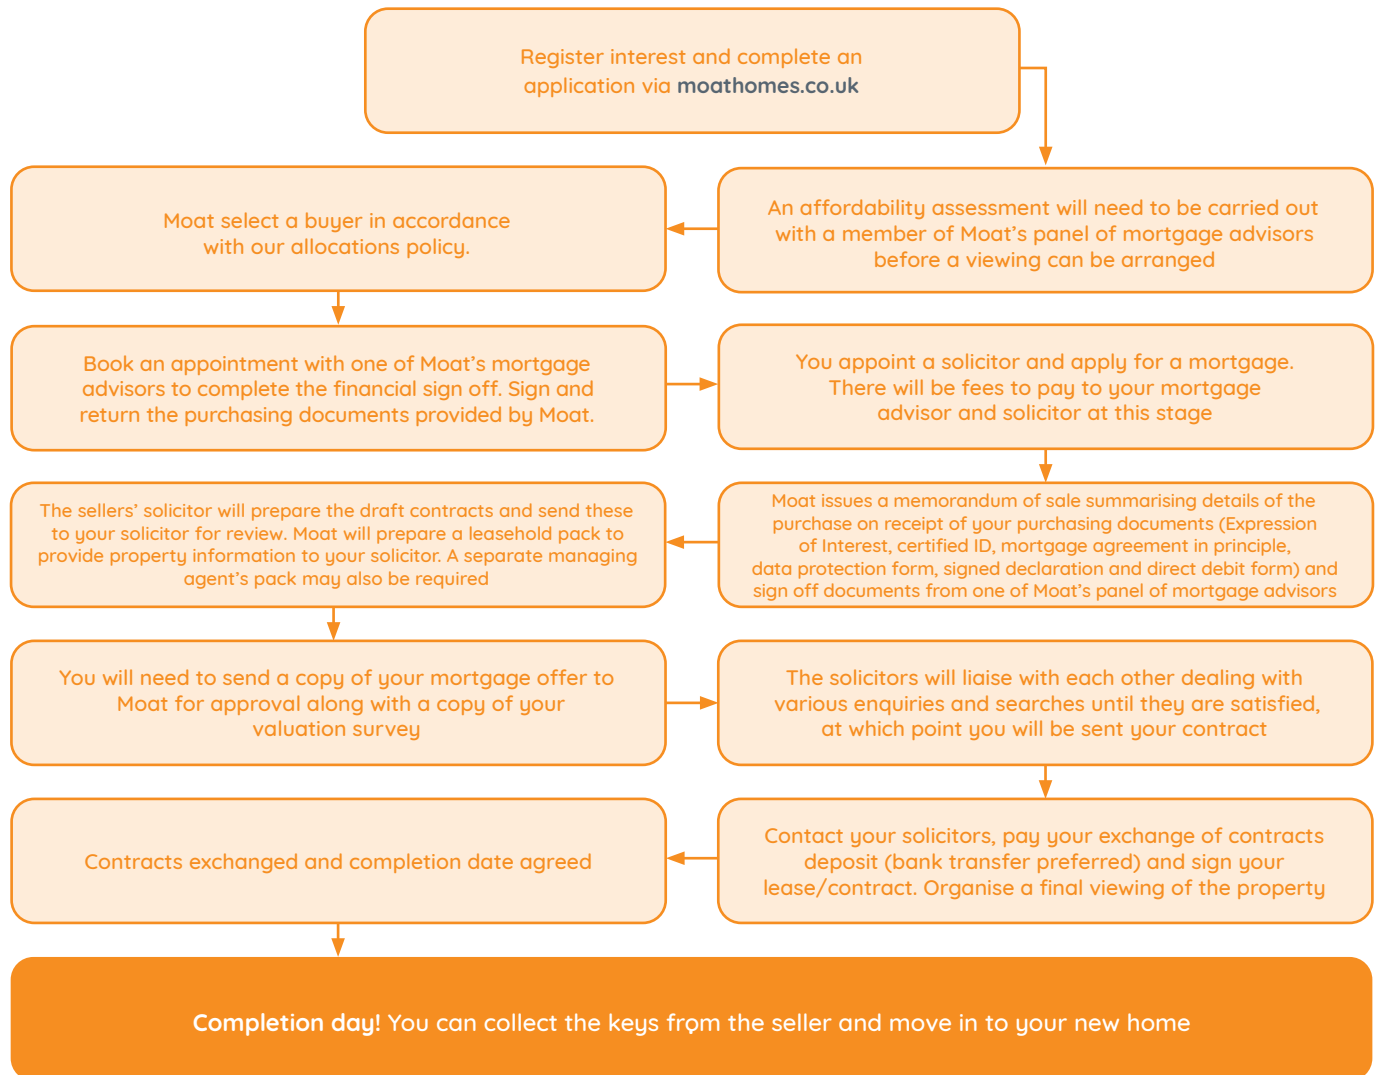 Register interest and complete an
application via moathomes.co.uk
An affordability assessment will need to be carried out
with a member of Moat's panel of mortgage advisors
before a viewing can be arranged
Moat select a buyer in accordance
with our allocations policy.
Book an appointment with one of Moat's mortgage
advisors to complete the financial sign off. Sign and
return the purchasing documents provided by Moat.
You appoint a solicitor and apply for a mortgage.
There will be fees to pay to your mortgage
advisor and solicitor at this stage
Moat issues a memorandum of sale summarising details of the
purchase on receipt of your purchasing documents (Expression
of Interest, certified ID, mortgage agreement in principle,
data protection form, signed declaration and direct debit form) and
sign off documents from one of Moat's panel of mortgage advisors
The sellers' solicitor will prepare the draft contracts and send these
to your solicitor for review. Moat will prepare a leasehold pack to
provide property information to your solicitor. A separate managing
agent's pack may also be required
You will need to send a copy of your mortgage offer to
Moat for approval along with a copy of your
valuation survey
The solicitors will liaise with each other dealing with
various enquiries and searches until they are satisfied,
at which point you will be sent your contract
Contact your solicitors, pay your exchange of contracts
deposit (bank transfer preferred) and sign your
lease/contract. Organise a final viewing of the property
Contracts exchanged and completion date agreed
Completion day! You can collect the keys from the seller and move in to your new home